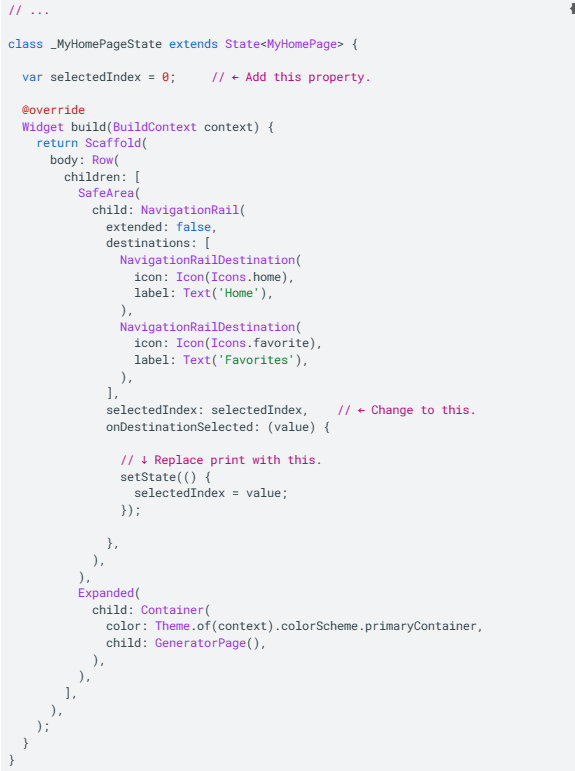 // ...
class _MyHomePageState extends State<MyHomePage> {
  var selectedIndex = 0;     // ← Add this property.
  @override
  Widget build(BuildContext context) {
    return Scaffold(
      body: Row(
        children: [
          SafeArea(
            child: NavigationRail(
              extended: false,
              destinations: [
                NavigationRailDestination(
                  icon: Icon(Icons.home),
                  label: Text('Home'),
                ),
                NavigationRailDestination(
                  icon: Icon(Icons.favorite),
                  label: Text('Favorites'),
                ),
              ],
              selectedIndex: selectedIndex,    // ← Change to this.
              onDestinationSelected: (value) {
                // ↓ Replace print with this.
                setState(() {
                  selectedIndex = value;
                });
              },
            ),
          ),
          Expanded(
            child: Container(
              color: Theme.of(context).colorScheme.primaryContainer,
              child: GeneratorPage(),
            ),
          ),
        ],
      ),
    );
  }
}